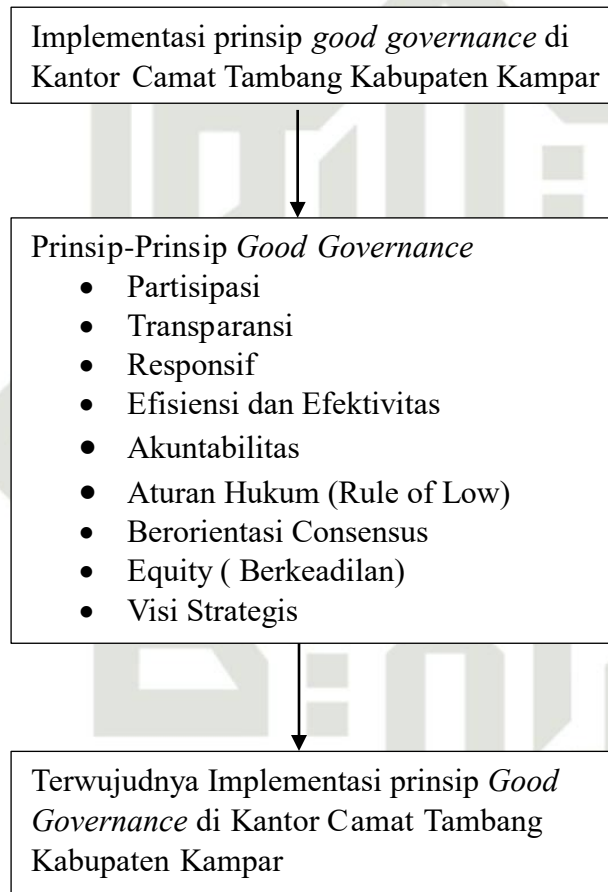 Implementasi prinsip good governance di
Kantor Camat Tambang Kabupaten Kampar
Prinsip-Prinsip Good Governance
• Partisipasi
• Transparansi
• Responsif
• Efisiensi dan Efektivitas
• Akuntabilitas
• Aturan Hukum (Rule of Low)
• Berorientasi Consensus
• Equity ( Berkeadilan)
• Visi Strategis
Terwujudnya Implementasi prinsip Good
Governance di Kantor Camat Tambang
Kabupaten Kampar